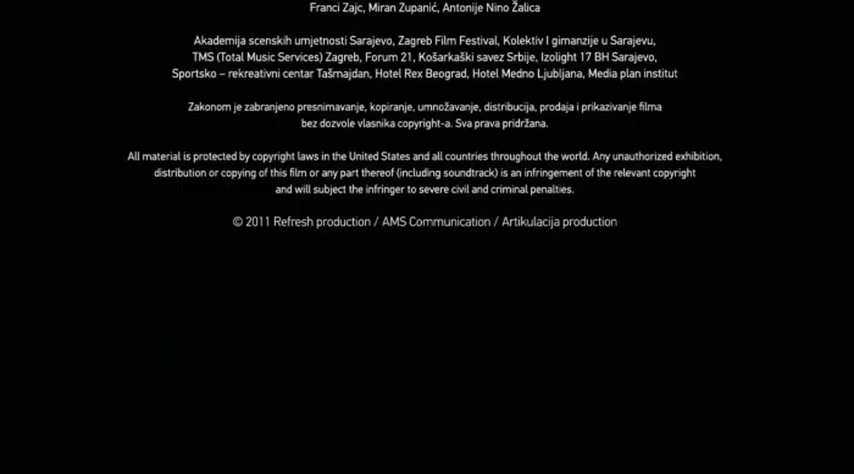 Franci Zajc, Miran Zupanić, Antonije Nino Žalica
Akademija scenskih umjetnosti Sarajevo, Zagreb Film Festival, Kolektiv I gimanzije u Sarajevu,
TMS (Total Music Services) Zagreb, Forum 21, Košarkaški savez Srbije, Izolight 17 BH Sarajevo,
Sportsko – rekreativni centar Tašmajdan, Hotel Rex Beograd, Hotel Medno Ljubljana, Media plan institut
Zakonom je zabranjeno presnimavanje, kopiranje, umnožavanje, distribucija, prodaja i prikazivanje filma
bez dozvole vlasnika copyright-a. Sva prava pridržana.
All material is protected by copyright laws in the United States and all countries throughout the world. Any unauthorized exhibition,
distribution or copying of this film or any part thereof (including soundtrack) is an infringement of the relevant copyright
and will subject the infringer to severe civil and criminal penalties.
© 2011 Refresh production / AMS Communication / Artikulacija production